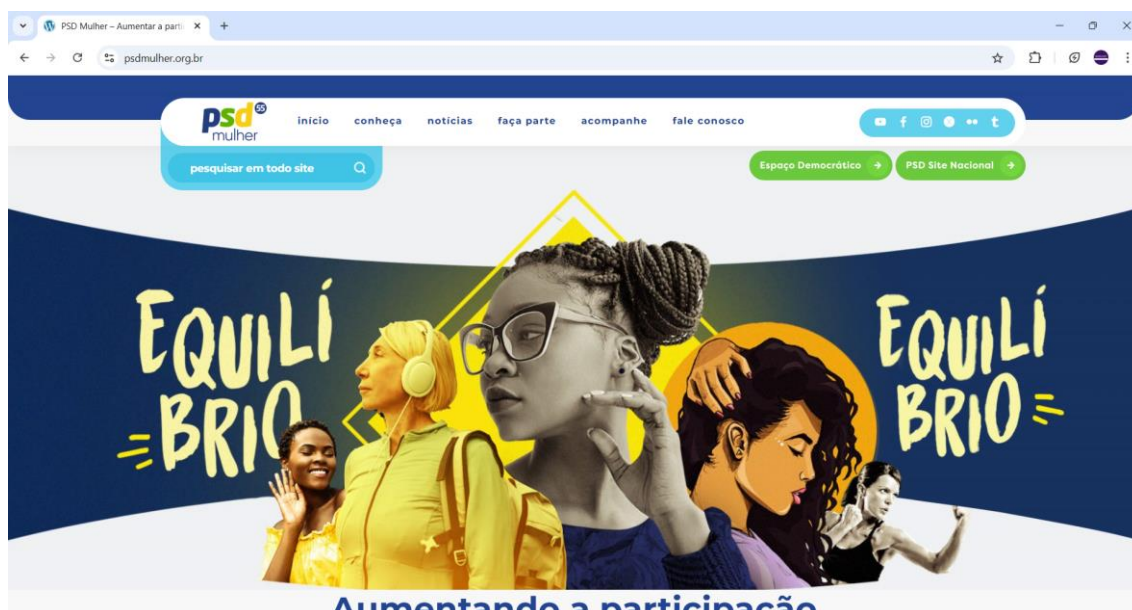 PSD Mulher – Aumentar a parti
psdmulher.org.br
psd 55
mulher
início conheça notícias faça parte acompanhe fale conosco
pesquisar em todo site
Espaço Democrático
PSD Site Nacional
EQUILÍ
BRIO
EQUILÍ
BRIO
Aumentando a participação